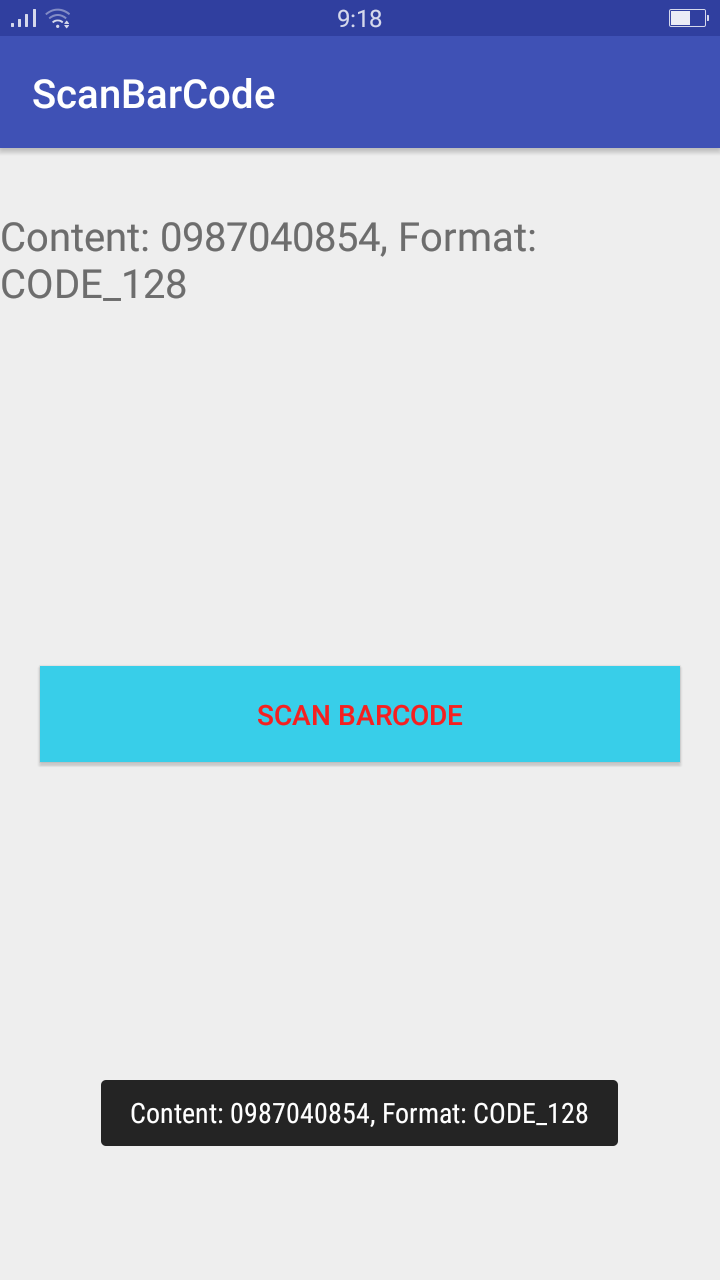 9:18
ScanBarCode
Content: 0987040854, Format:
CODE_128
SCAN BARCODE
Content: 0987040854, Format: CODE_128